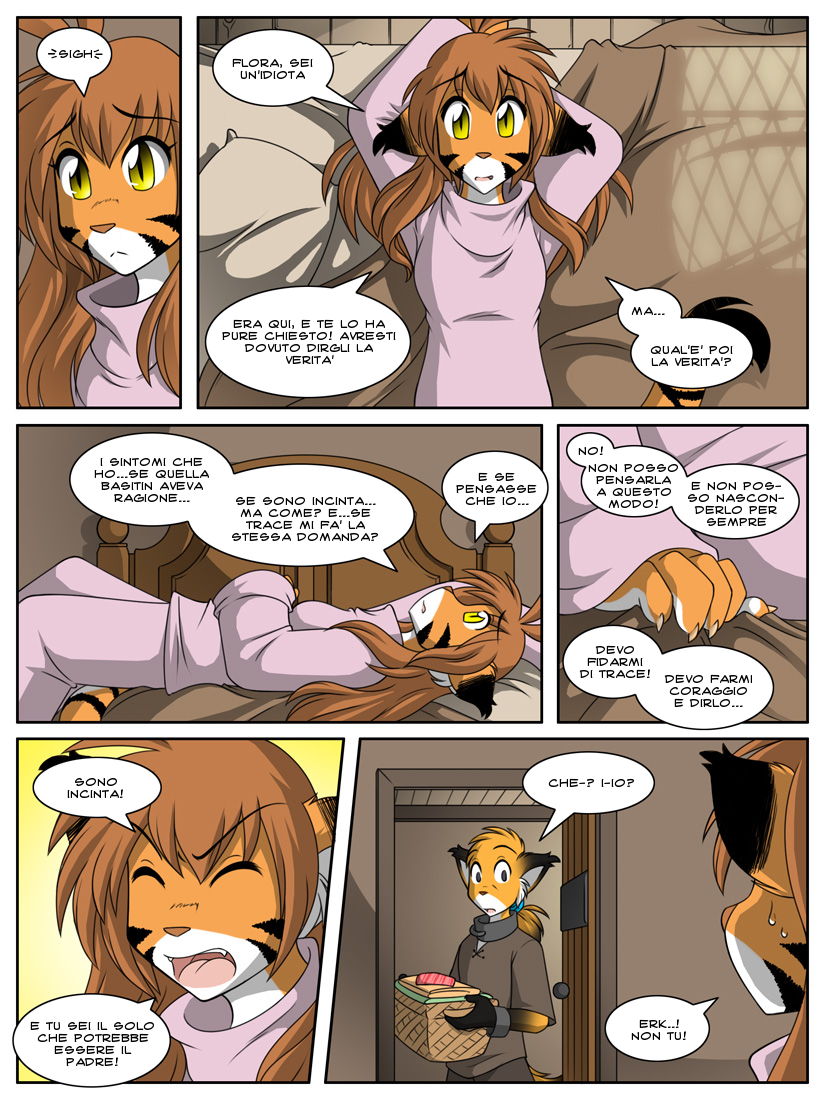 SIGH
FLORA, SEI
UN'IDIOTA
ERA QUI, E TE LO HA
PURE CHIESTO! AVRESTI
DOVUTO DIRGLI LA
VERITA'
MA...
QUAL'E' POI
LA VERITA'?
I SINTOMI CHE
HO...SE QUELLA
BASITIN AVEVA
RAGIONE...
SE SONO INCINTA...
MA COME? E...SE
TRACE MI FA' LA
STESSA DOMANDA?
E SE
PENSASSE
CHE IO...
NO!
NON POSSO
PENSARLA
A QUESTO
MODO!
E NON POS-
SO NASCON-
DERLO PER
SEMPRE
DEVO
FIDARMI
DI TRACE!
DEVO FARMI
CORAGGIO
E DIRLO...
SONO
INCINTA!
E TU SEI IL SOLO
CHE POTREBBE
ESSERE IL
PADRE!
CHE-? I-IO?
ERK..!
NON TU!